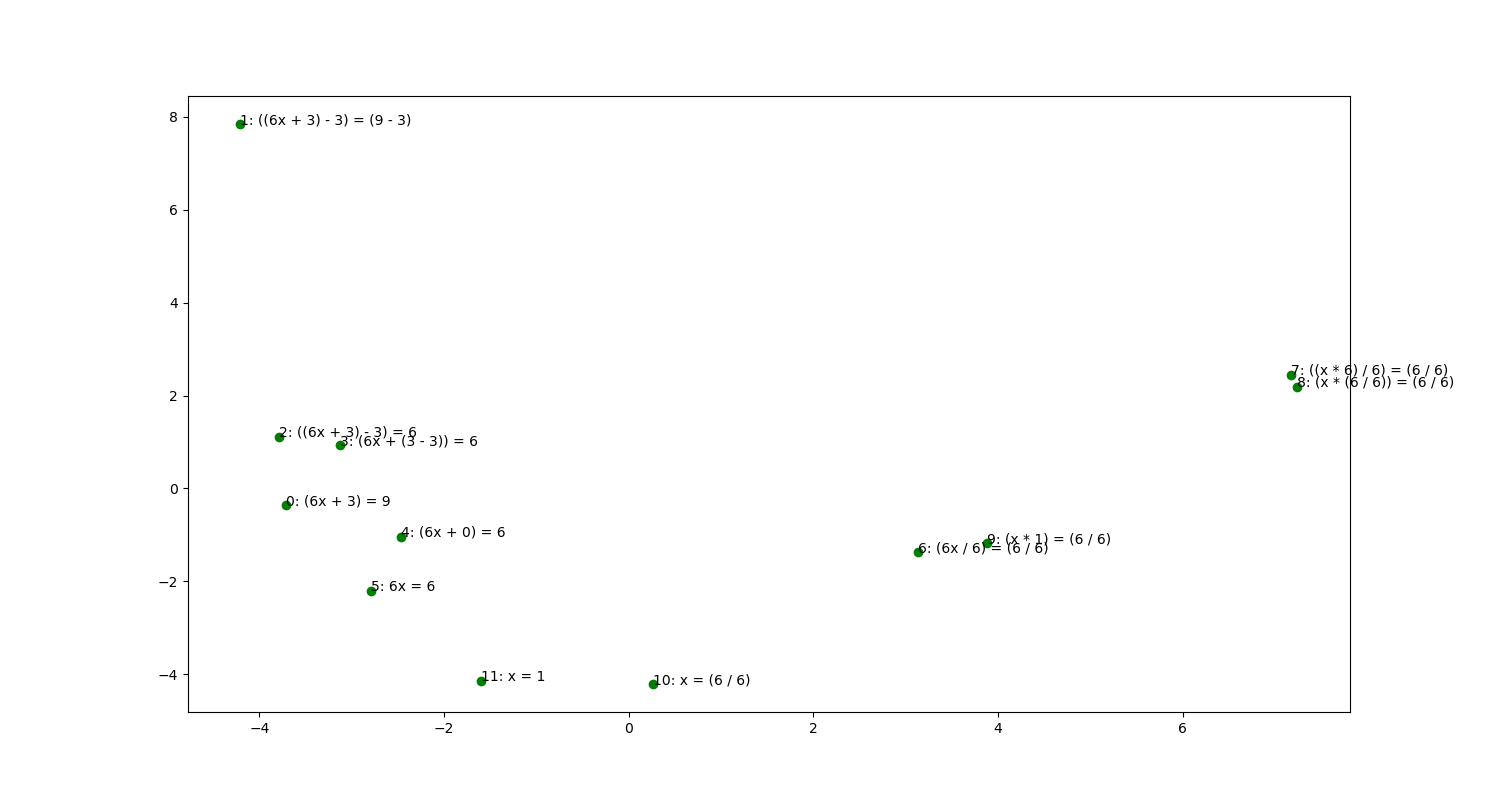 8
1: ((6x + 3) - 3) = (9 - 3)
6
4
7: ((x * 6) / 6) = (6 / 6)
8: (x * (6 / 6)) = (6 / 6)
2
2: ((6x + 3) - 3) = 6
3: (6x + (3 - 3)) = 6
0
0: (6x + 3) = 9
4: (6x + 0) = 6
9: (x * 1) = (6 / 6)
6: (6x / 6) = (6 / 6)
−2
5: 6x = 6
−4
11: x = 1
10: x = (6 / 6)
−4 −2 0 2 4 6